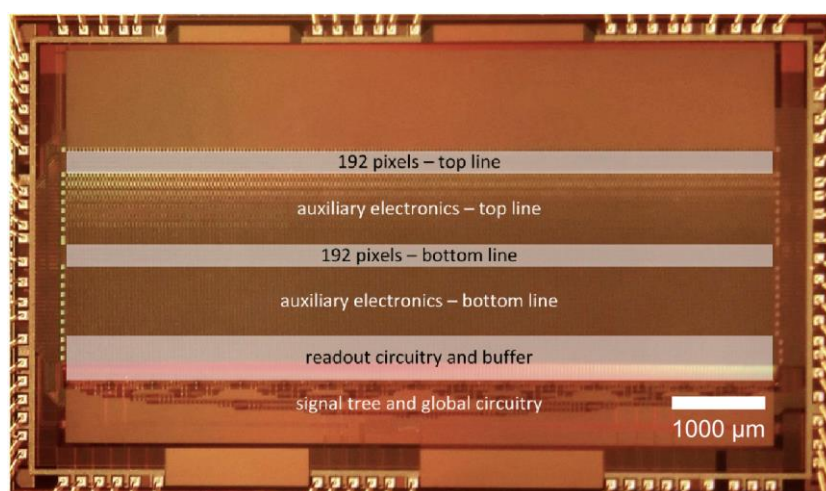 192 pixels – top line
auxiliary electronics – top line
192 pixels – bottom line
auxiliary electronics – bottom line
readout circuitry and buffer
signal tree and global circuitry
1000 µm